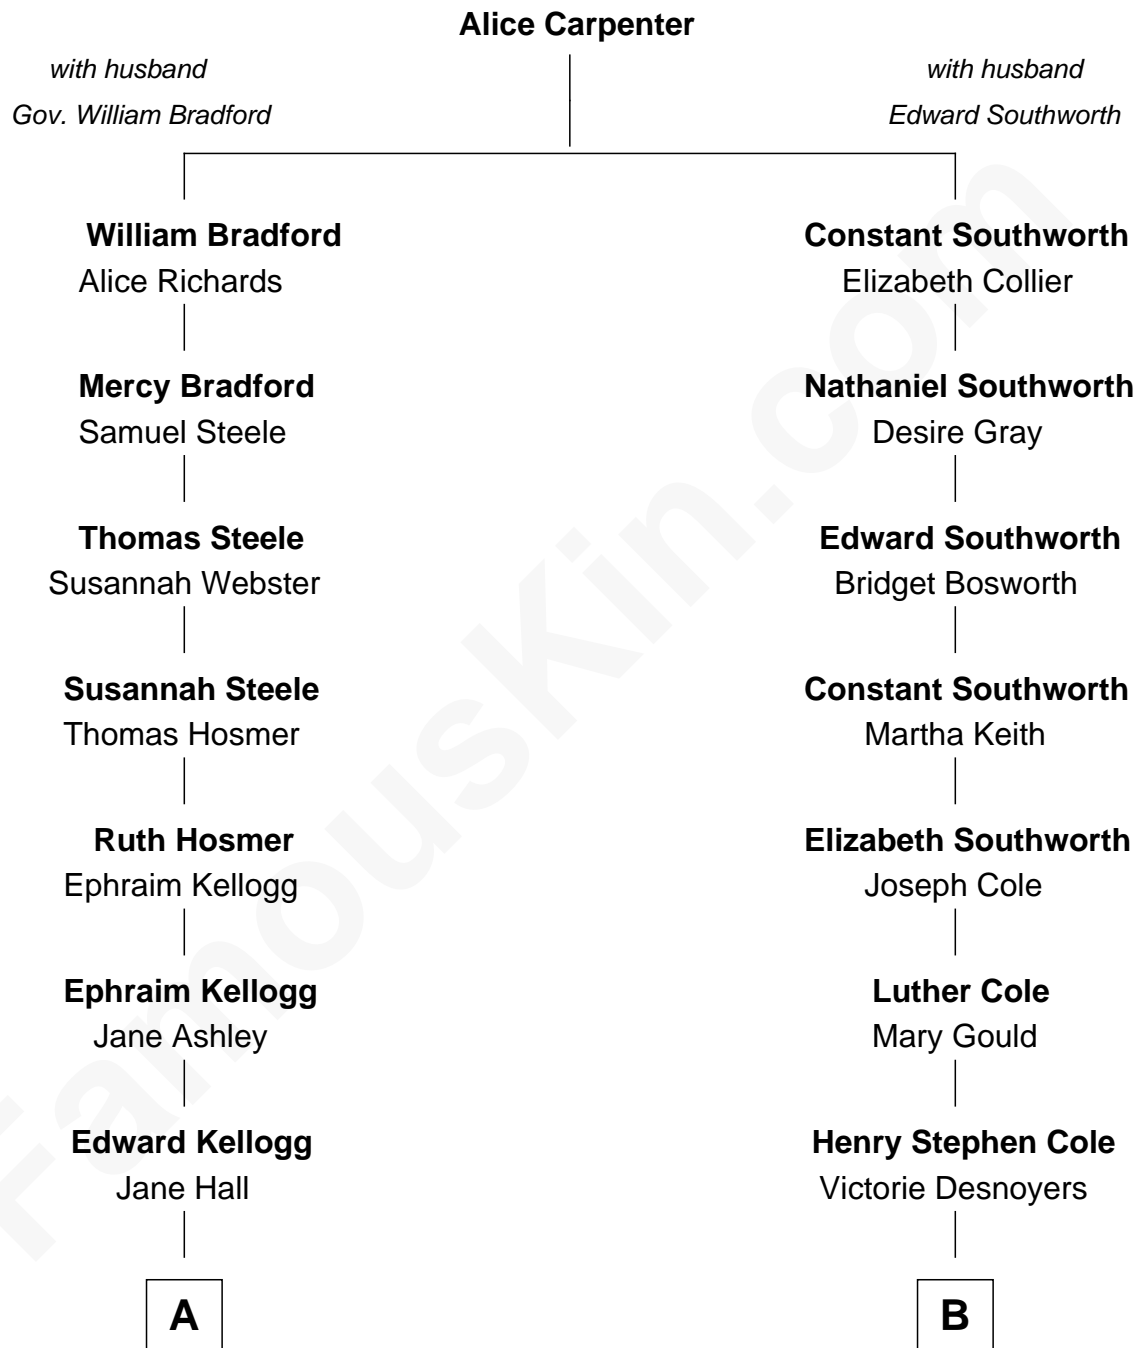 Alice Carpenter
with husband
Gov. William Bradford
with husband
Edward Southworth
William Bradford
Alice Richards
Constant Southworth
Elizabeth Collier
Mercy Bradford
Samuel Steele
Nathaniel Southworth
Desire Gray
Thomas Steele
Susannah Webster
Edward Southworth
Bridget Bosworth
Susannah Steele
Thomas Hosmer
Constant Southworth
Martha Keith
Ruth Hosmer
Ephraim Kellogg
Elizabeth Southworth
Joseph Cole
Ephraim Kellogg
Jane Ashley
Luther Cole
Mary Gould
Edward Kellogg
Jane Hall
Henry Stephen Cole
Victorie Desnoyers
A
B
FamousKin.com